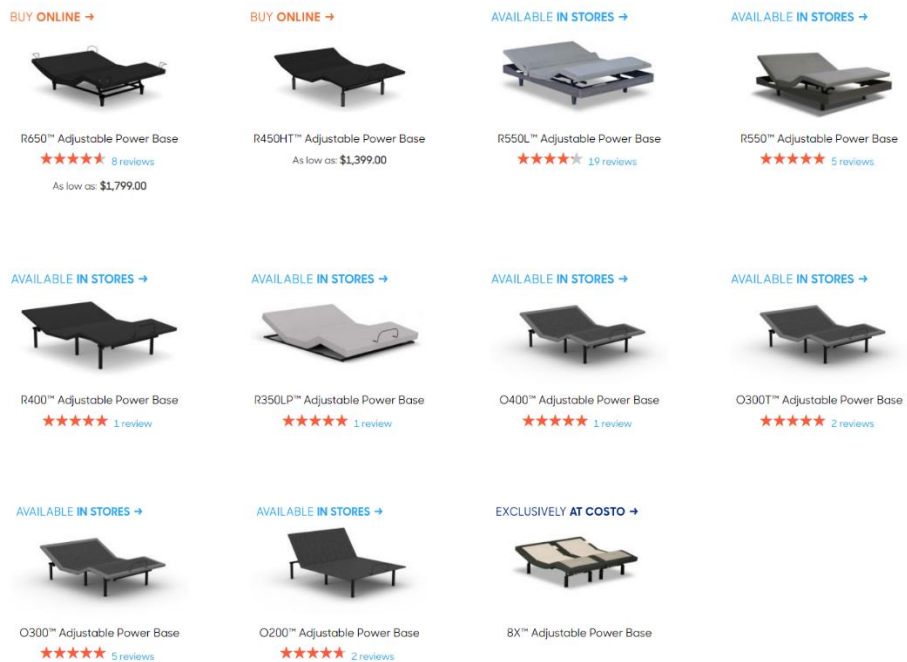 BUY ONLINE →
BUY ONLINE →
AVAILABLE IN STORES →
AVAILABLE IN STORES →
R650™ Adjustable Power Base
R450HT™ Adjustable Power Base
R550L™ Adjustable Power Base
R550™ Adjustable Power Base
8 reviews
As low as: $1,399.00
19 reviews
5 reviews
As low as: $1,799.00
AVAILABLE IN STORES →
AVAILABLE IN STORES →
AVAILABLE IN STORES →
AVAILABLE IN STORES →
R400™ Adjustable Power Base
R350LP™ Adjustable Power Base
O400™ Adjustable Power Base
O300T™ Adjustable Power Base
1 review
1 review
1 review
2 reviews
AVAILABLE IN STORES →
AVAILABLE IN STORES →
EXCLUSIVELY AT COSTO →
O300™ Adjustable Power Base
O200™ Adjustable Power Base
8X™ Adjustable Power Base
5 reviews
2 reviews